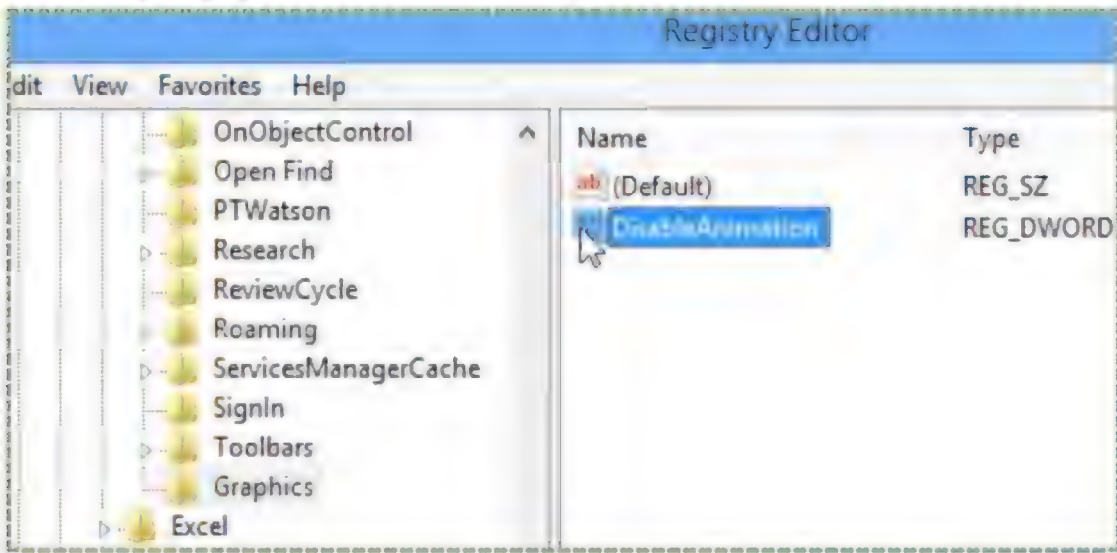 Registry Editor
dit View Favorites Help
OnObjectControl
Open Find
PTWatson
Research
ReviewCycle
Roaming
ServicesManagerCache
SignIn
Toolbars
Graphics
Excel
Name Type
ab (Default) REG_SZ
DisableAnimation REG_DWORD